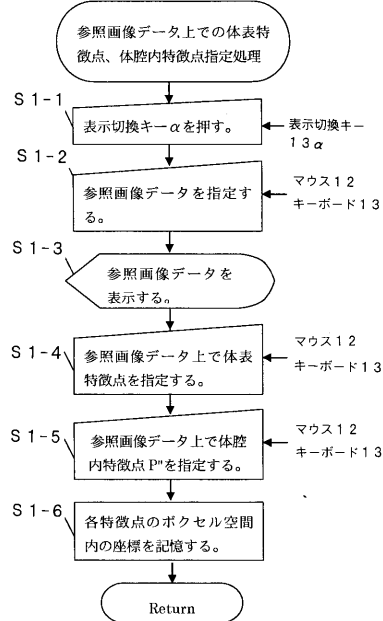 参照画像データ上での体表特
徴点、体腔内特徴点指定処理
S1-1
表示切換キーαを押す。
表示切換キー
13α
S1-2
参照画像データを指定す
る。
マウス12
キーボード13
S1-3
参照画像データを
表示する。
S1-4
参照画像データ上で体表
特徴点を指定する。
マウス12
キーボード13
S1-5
参照画像データ上で体腔
内特徴点P"を指定する。
マウス12
キーボード13
S1-6
各特徴点のボクセル空間
内の座標を記憶する。
Return